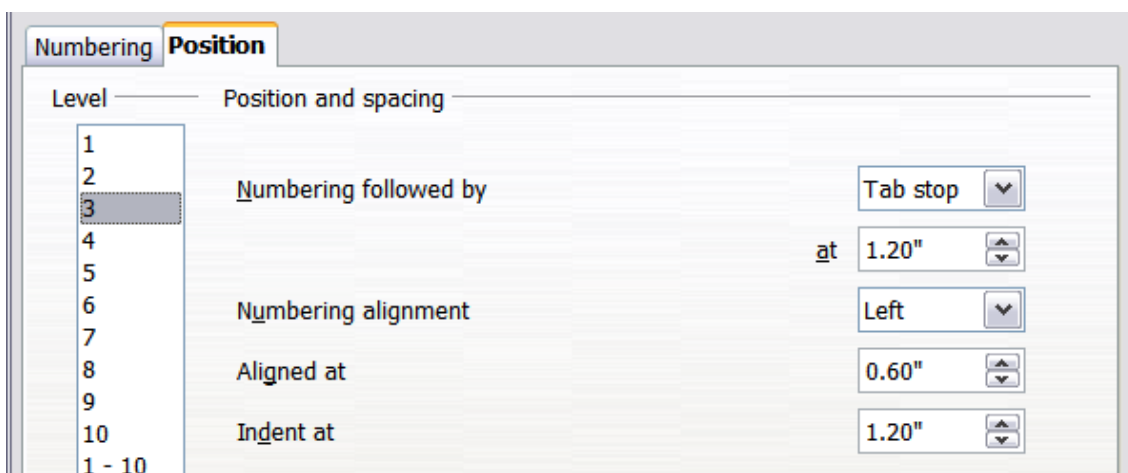 Numbering Position
Level Position and spacing
1
2
Numbering followed by Tab stop
3
4
at 1.20"
5
6
Numbering alignment Left
7
8
Aligned at 0.60"
9
10
Indent at 1.20"
1 - 10